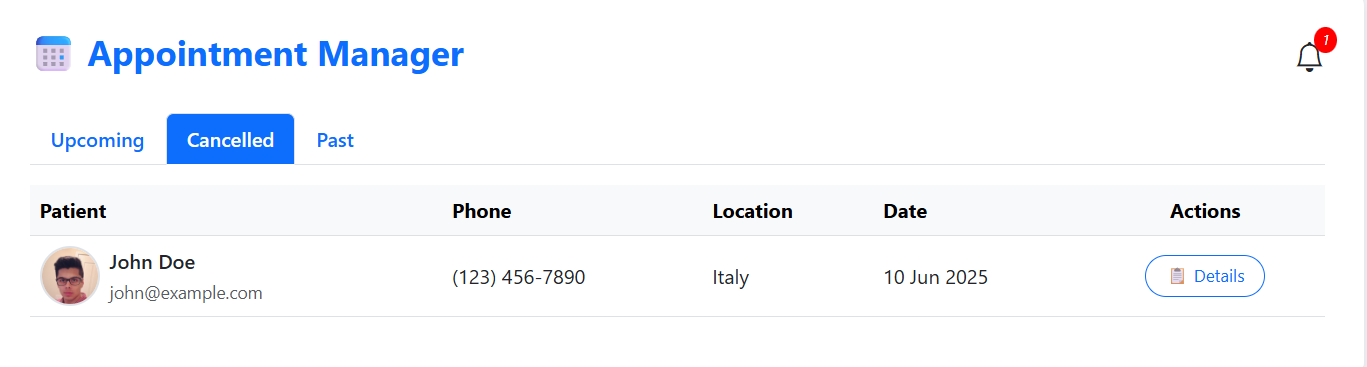 Appointment Manager
1
Upcoming Cancelled Past
Patient Phone Location Date Actions
John Doe
john@example.com
(123) 456-7890 Italy 10 Jun 2025 Details